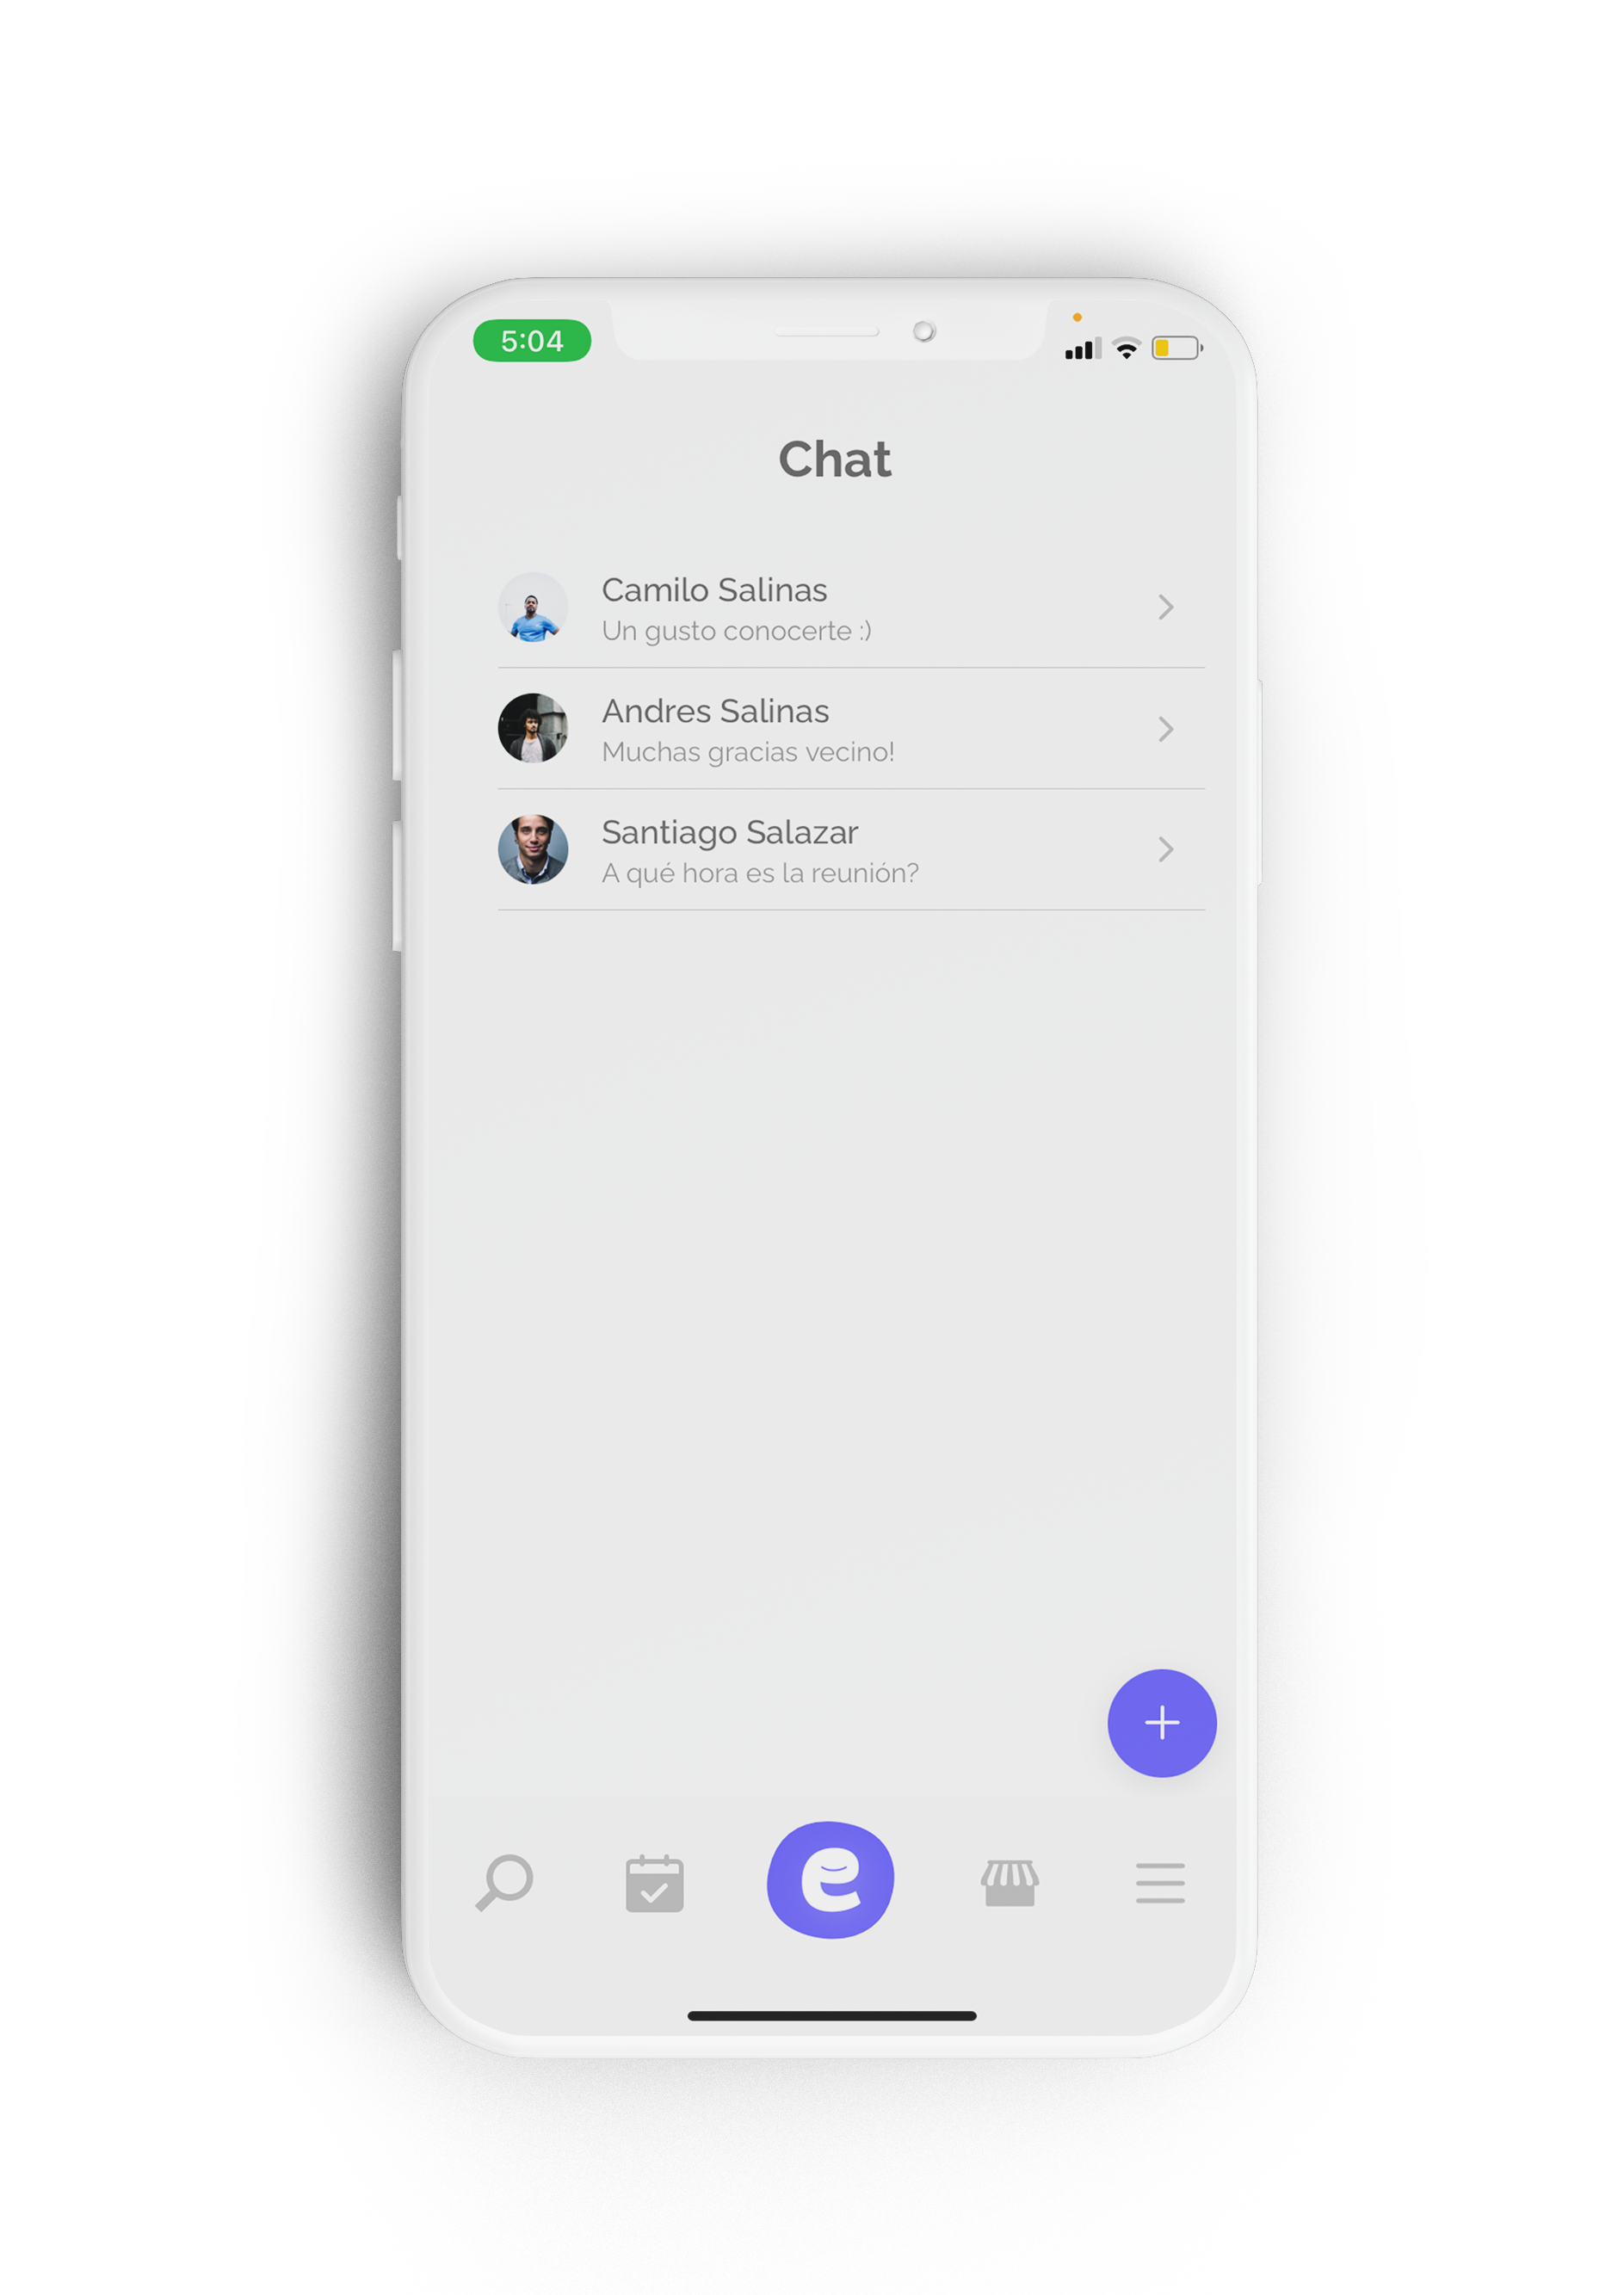 5:04
Chat
Camilo Salinas
Un gusto conocerte :)
Andres Salinas
Muchas gracias vecino!
Santiago Salazar
A qué hora es la reunión?
e